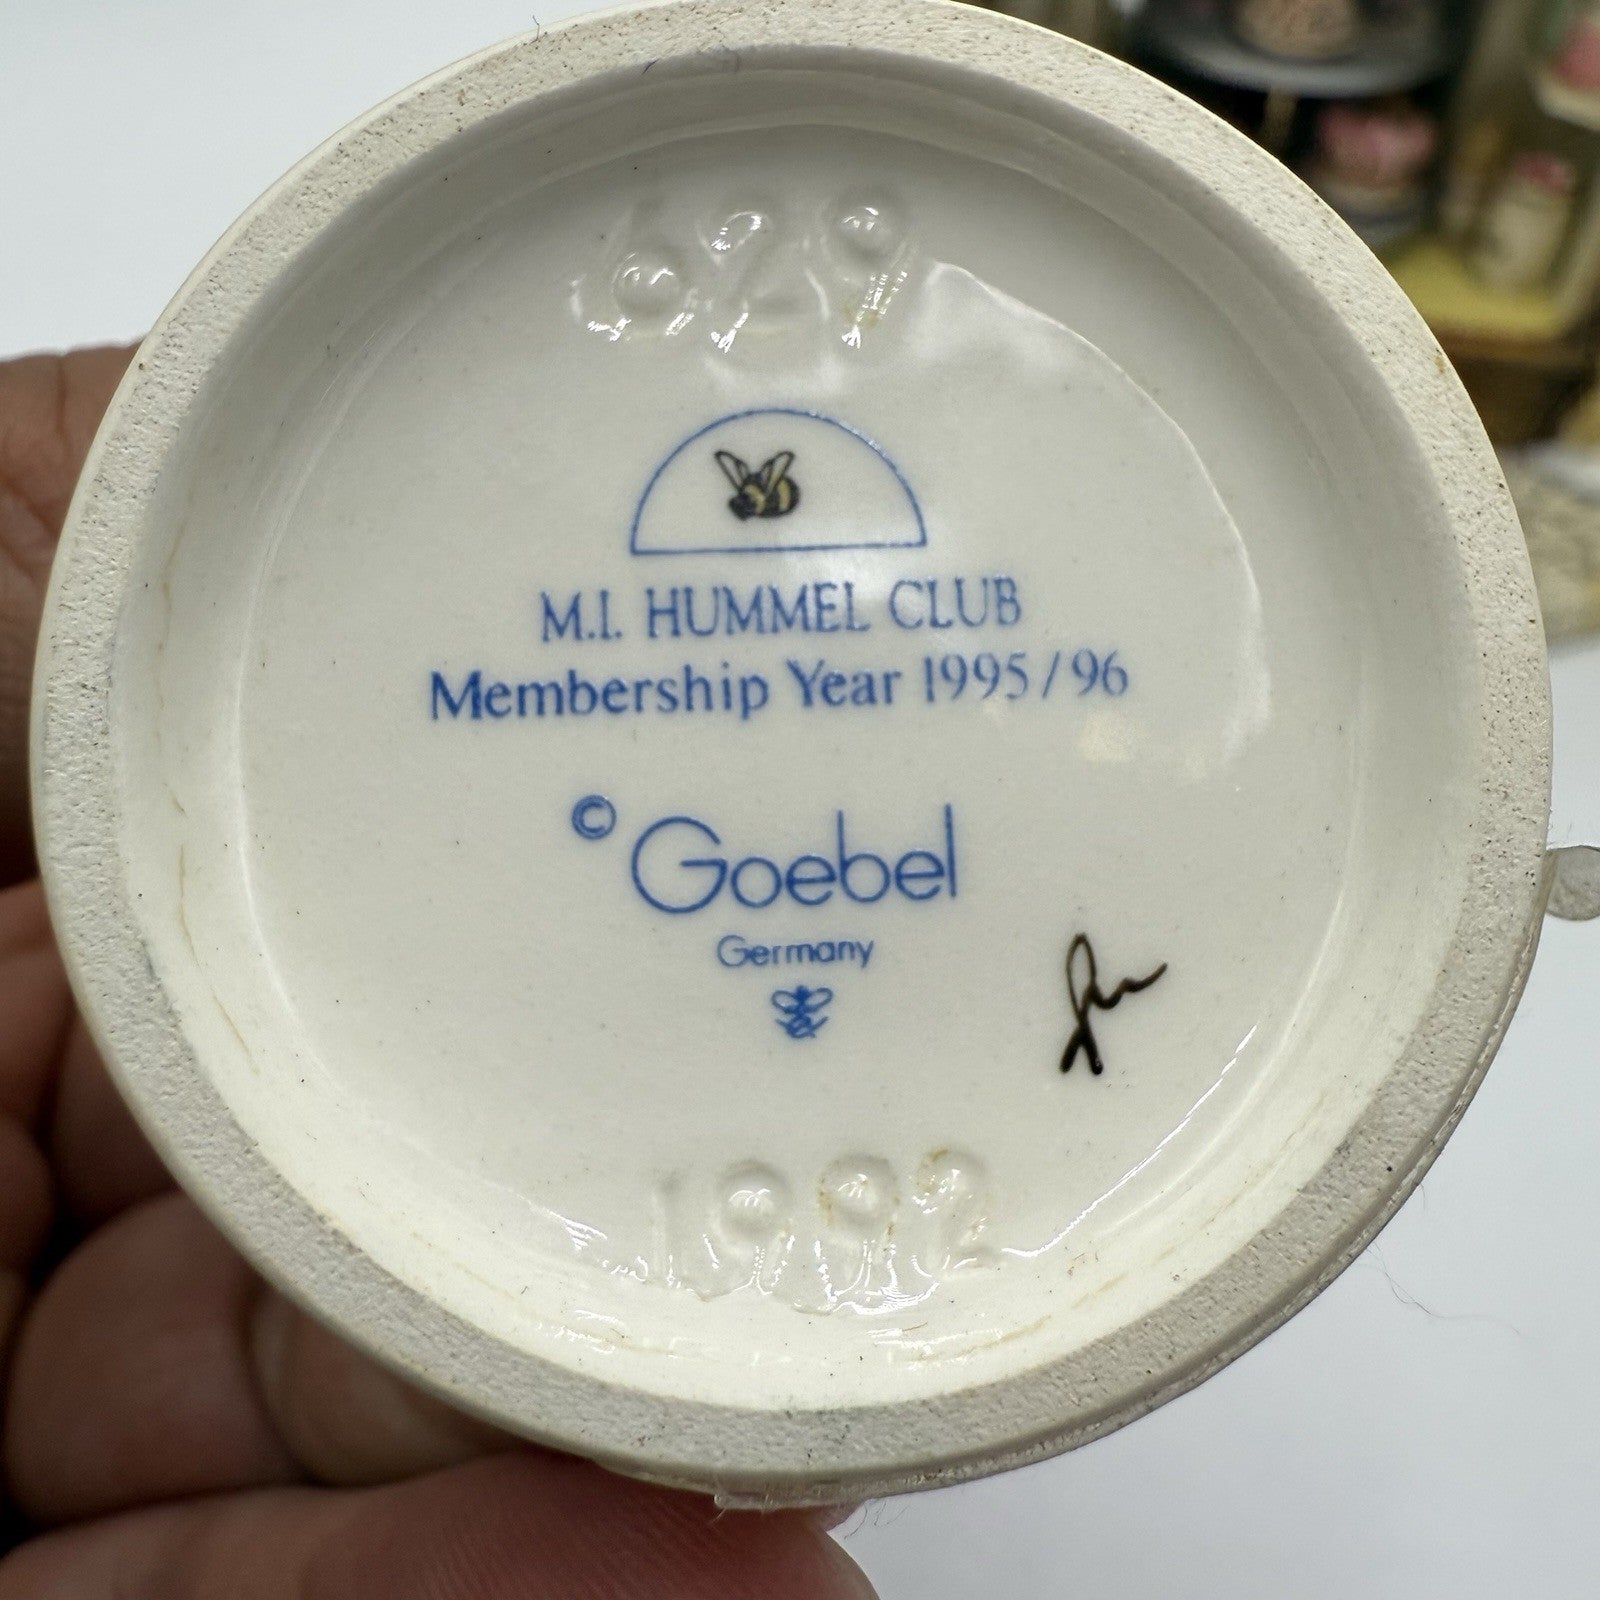 629
M.I. HUMMEL CLUB
Membership Year 1995/96
© Goebel
Germany
1992